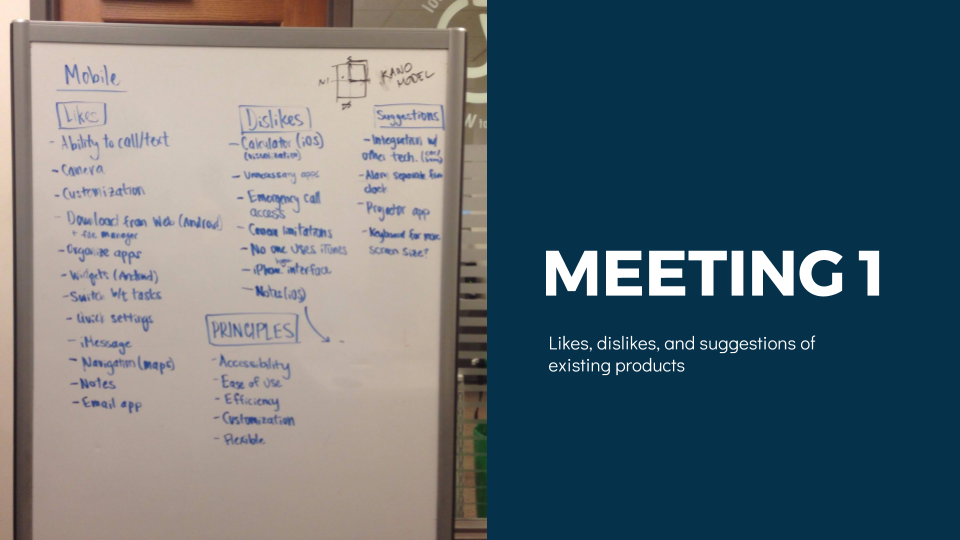 Mobile
KANO
MODEL
Likes
- Ability to call/text
- Camera
- Customization
- Download from Web (Android)
+ file manager
- Organize apps
- Widgets (Android)
- Switch b/t tasks
- Quick settings
- iMessage
- Navigation (maps)
- Notes
- Email app
Dislikes
- Calculator (iOS)
- Unnecessary apps
- Emergency call
access
- Camera limitations
- No one uses iTunes
- iPhone interface
- Notes (iOS)
PRINCIPLES
- Accessibility
- Ease of use
- Efficiency
- Customization
- Flexible
Suggestions
- Integration w/
other tech.
- Alarm separate from
clock
- Projector app
- Keyboard for more
screen size?
MEETING 1
Likes, dislikes, and suggestions of
existing products